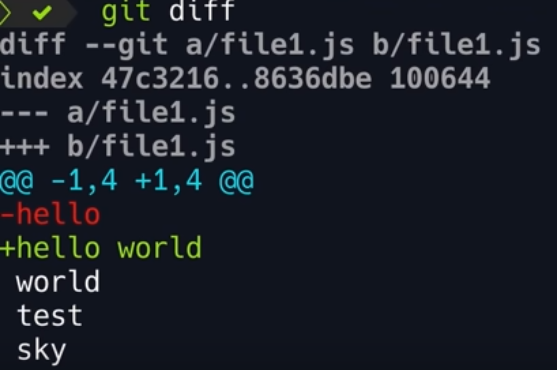 git diff
diff --git a/file1.js b/file1.js
index 47c3216..8636dbe 100644
--- a/file1.js
+++ b/file1.js
@@ -1,4 +1,4 @@
-hello
+hello world
 world
 test
 sky